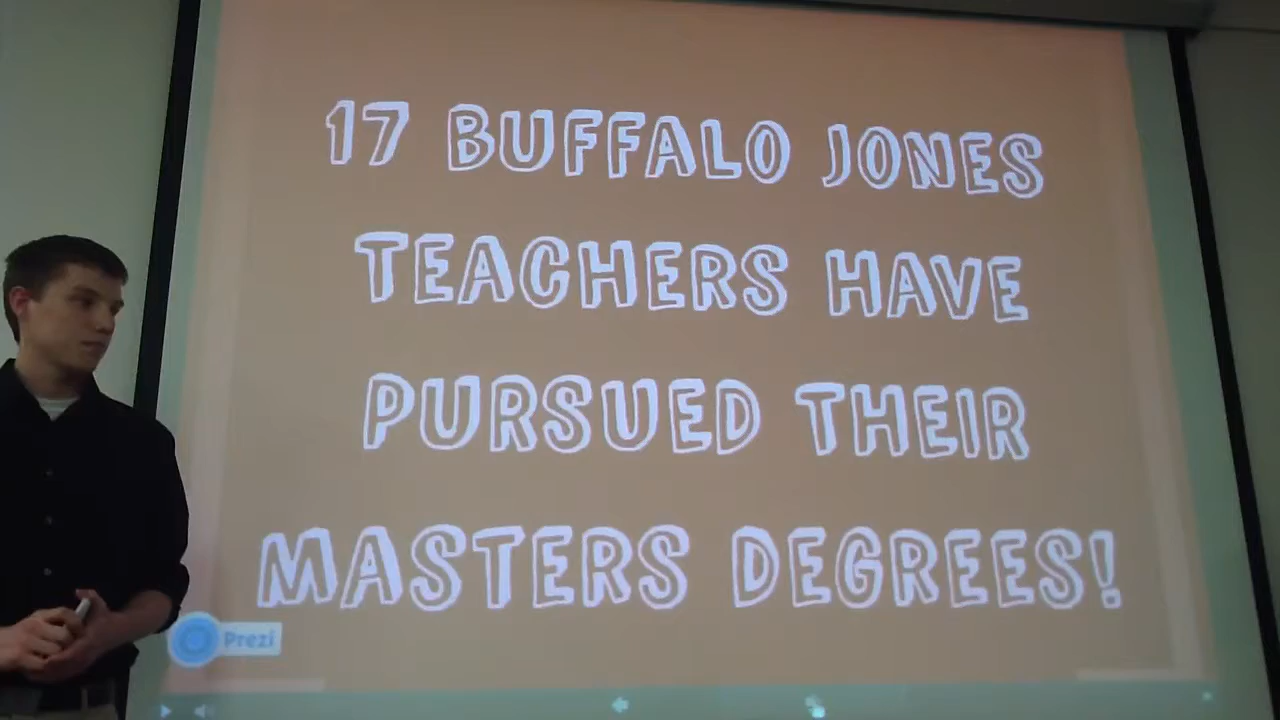 17 BUFFALO JONES
TEACHERS HAVE
PURSUED THEIR
MASTERS DEGREES!
Prezi